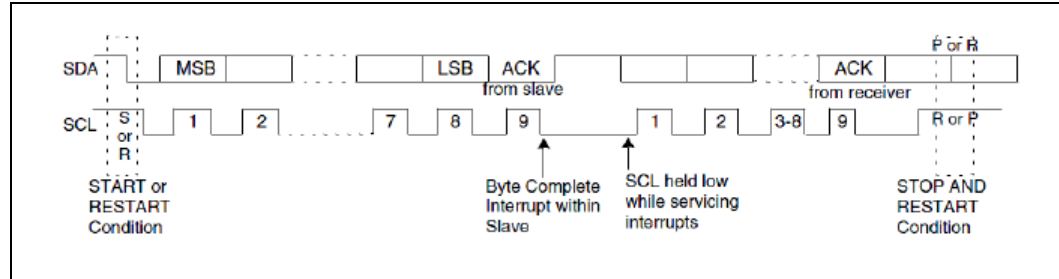 P or R
SDA MSB LSB ACK ACK
from slave from receiver
SCL S or R 1 2 7 8 9 1 2 3-8 9 R or P
START or
RESTART
Condition
Byte Complete
Interrupt within
Slave
SCL held low
while servicing
interrupts
STOP AND
RESTART
Condition